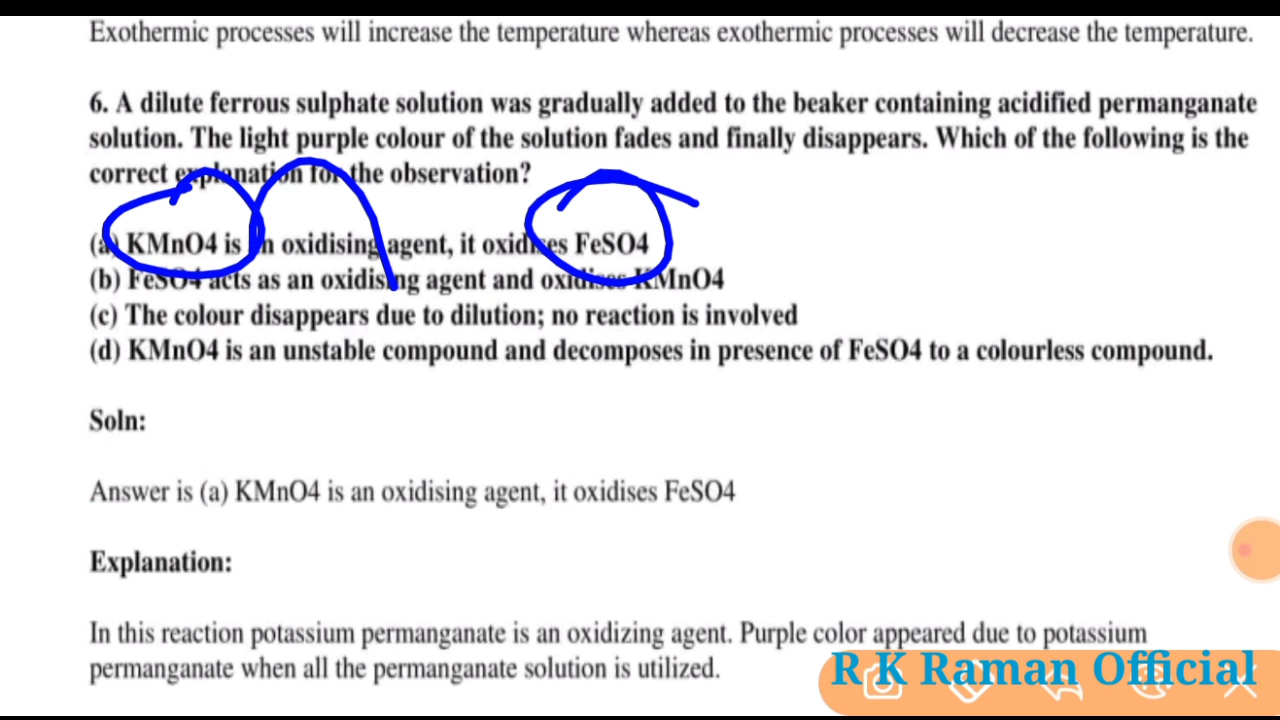 Exothermic processes will increase the temperature whereas exothermic processes will decrease the temperature.
6. A dilute ferrous sulphate solution was gradually added to the beaker containing acidified permanganate
solution. The light purple colour of the solution fades and finally disappears. Which of the following is the
correct explanation for the observation?
(a) KMnO4 is an oxidising agent, it oxidises FeSO4
(b) FeSO4 acts as an oxidising agent and oxidises KMnO4
(c) The colour disappears due to dilution; no reaction is involved
(d) KMnO4 is an unstable compound and decomposes in presence of FeSO4 to a colourless compound.
Soln:
Answer is (a) KMnO4 is an oxidising agent, it oxidises FeSO4
Explanation:
In this reaction potassium permanganate is an oxidizing agent. Purple color appeared due to potassium
permanganate when all the permanganate solution is utilized.
R K Raman Official